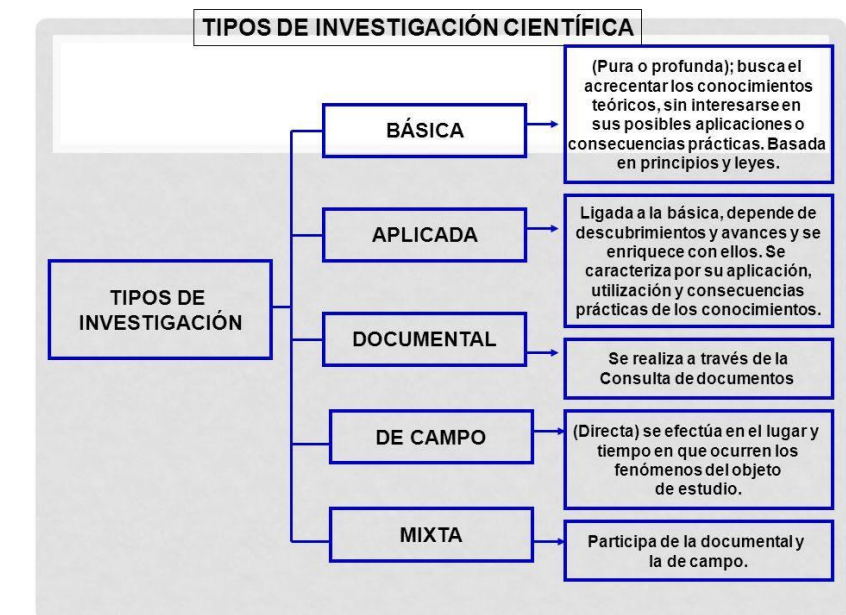 TIPOS DE INVESTIGACIÓN CIENTÍFICA
TIPOS DE
INVESTIGACIÓN
BÁSICA
(Pura o profunda); busca el
acrecentar los conocimientos
teóricos, sin interesarse en
sus posibles aplicaciones o
consecuencias prácticas. Basada
en principios y leyes.
APLICADA
Ligada a la básica, depende de
descubrimientos y avances y se
enriquece con ellos. Se
caracteriza por su aplicación,
utilización y consecuencias
prácticas de los conocimientos.
DOCUMENTAL
Se realiza a través de la
Consulta de documentos
DE CAMPO
(Directa) se efectúa en el lugar y
tiempo en que ocurren los
fenómenos del objeto
de estudio.
MIXTA
Participa de la documental y
la de campo.